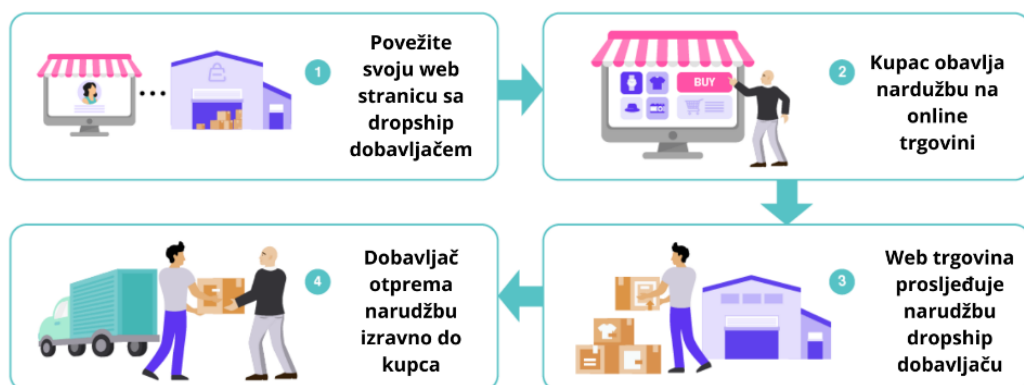 1
Povežite
svoju web
stranicu sa
dropship
dobavljačem
BUY
2
Kupac obavlja
nardužbu na
online
trgovini
3
Web trgovina
prosljeđuje
narudžbu
dropship
dobavljaču
4
Dobavljač
otprema
narudžbu
izravno do
kupca